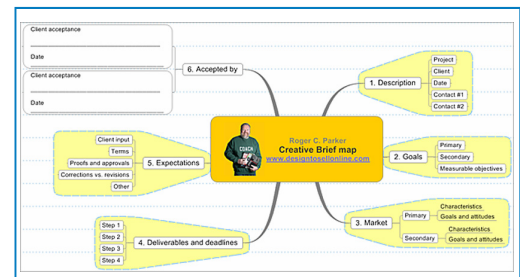 Client acceptance
Date
Client acceptance
Date
6. Accepted by
1. Description
Project
Client
Date
Contact #1
Contact #2
COACH
Roger C. Parker
Creative Brief map
www.designtosellonline.com
2. Goals
Primary
Secondary
Measurable objectives
5. Expectations
Client input
Terms
Proofs and approvals
Corrections vs. revisions
Other
3. Market
Primary
Characteristics
Goals and attitudes
Secondary
Characteristics
Goals and attitudes
4. Deliverables and deadlines
Step 1
Step 2
Step 3
Step 4